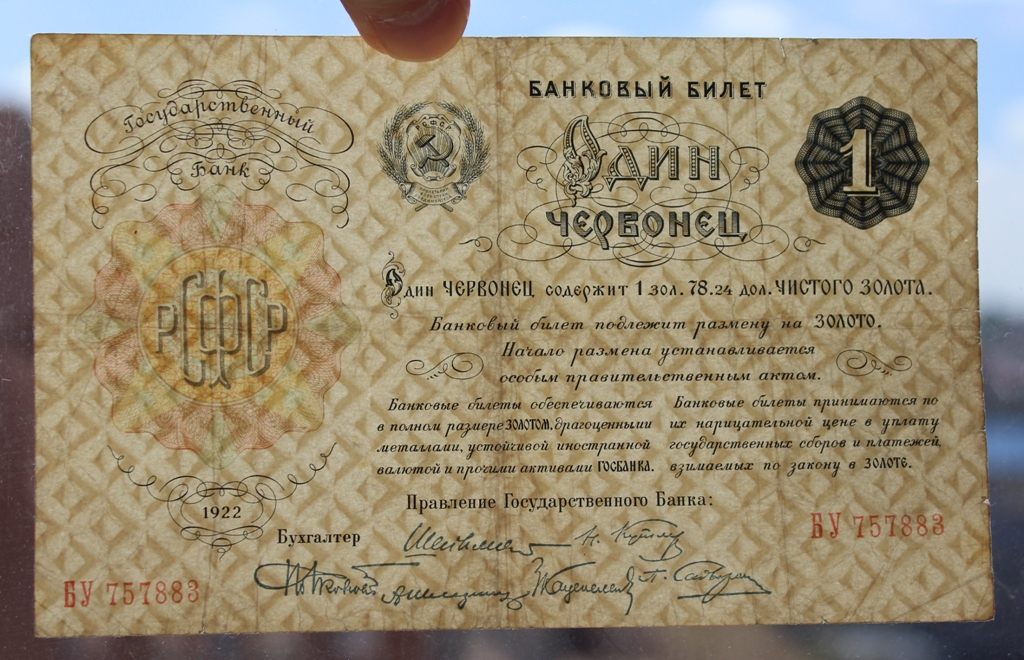 Государственный
Банк
РСФСР
1922
РСФСР
БАНКОВЫЙ БИЛЕТ
Один
ЧЕРВОНЕЦ
1
Один ЧЕРВОНЕЦ содержит 1 зол. 78.24 дол. ЧИСТОГО ЗОЛОТА.
Банковый билет подлежит размену на ЗОЛОТО.
Начало размена устанавливается
особым правительственным актом.
Банковые билеты обеспечиваются
в полном размере ЗОЛОТОМ, драгоценными
металлами, устойчивой иностранной
валютой и прочими активами ГОСБАНКА.
Банковые билеты принимаются по
их нарицательной цене в уплату
государственных сборов и платежей,
взимаемых по закону в ЗОЛОТЕ.
Правление Государственного Банка:
Бухгалтер
БУ 757883
БУ 757883